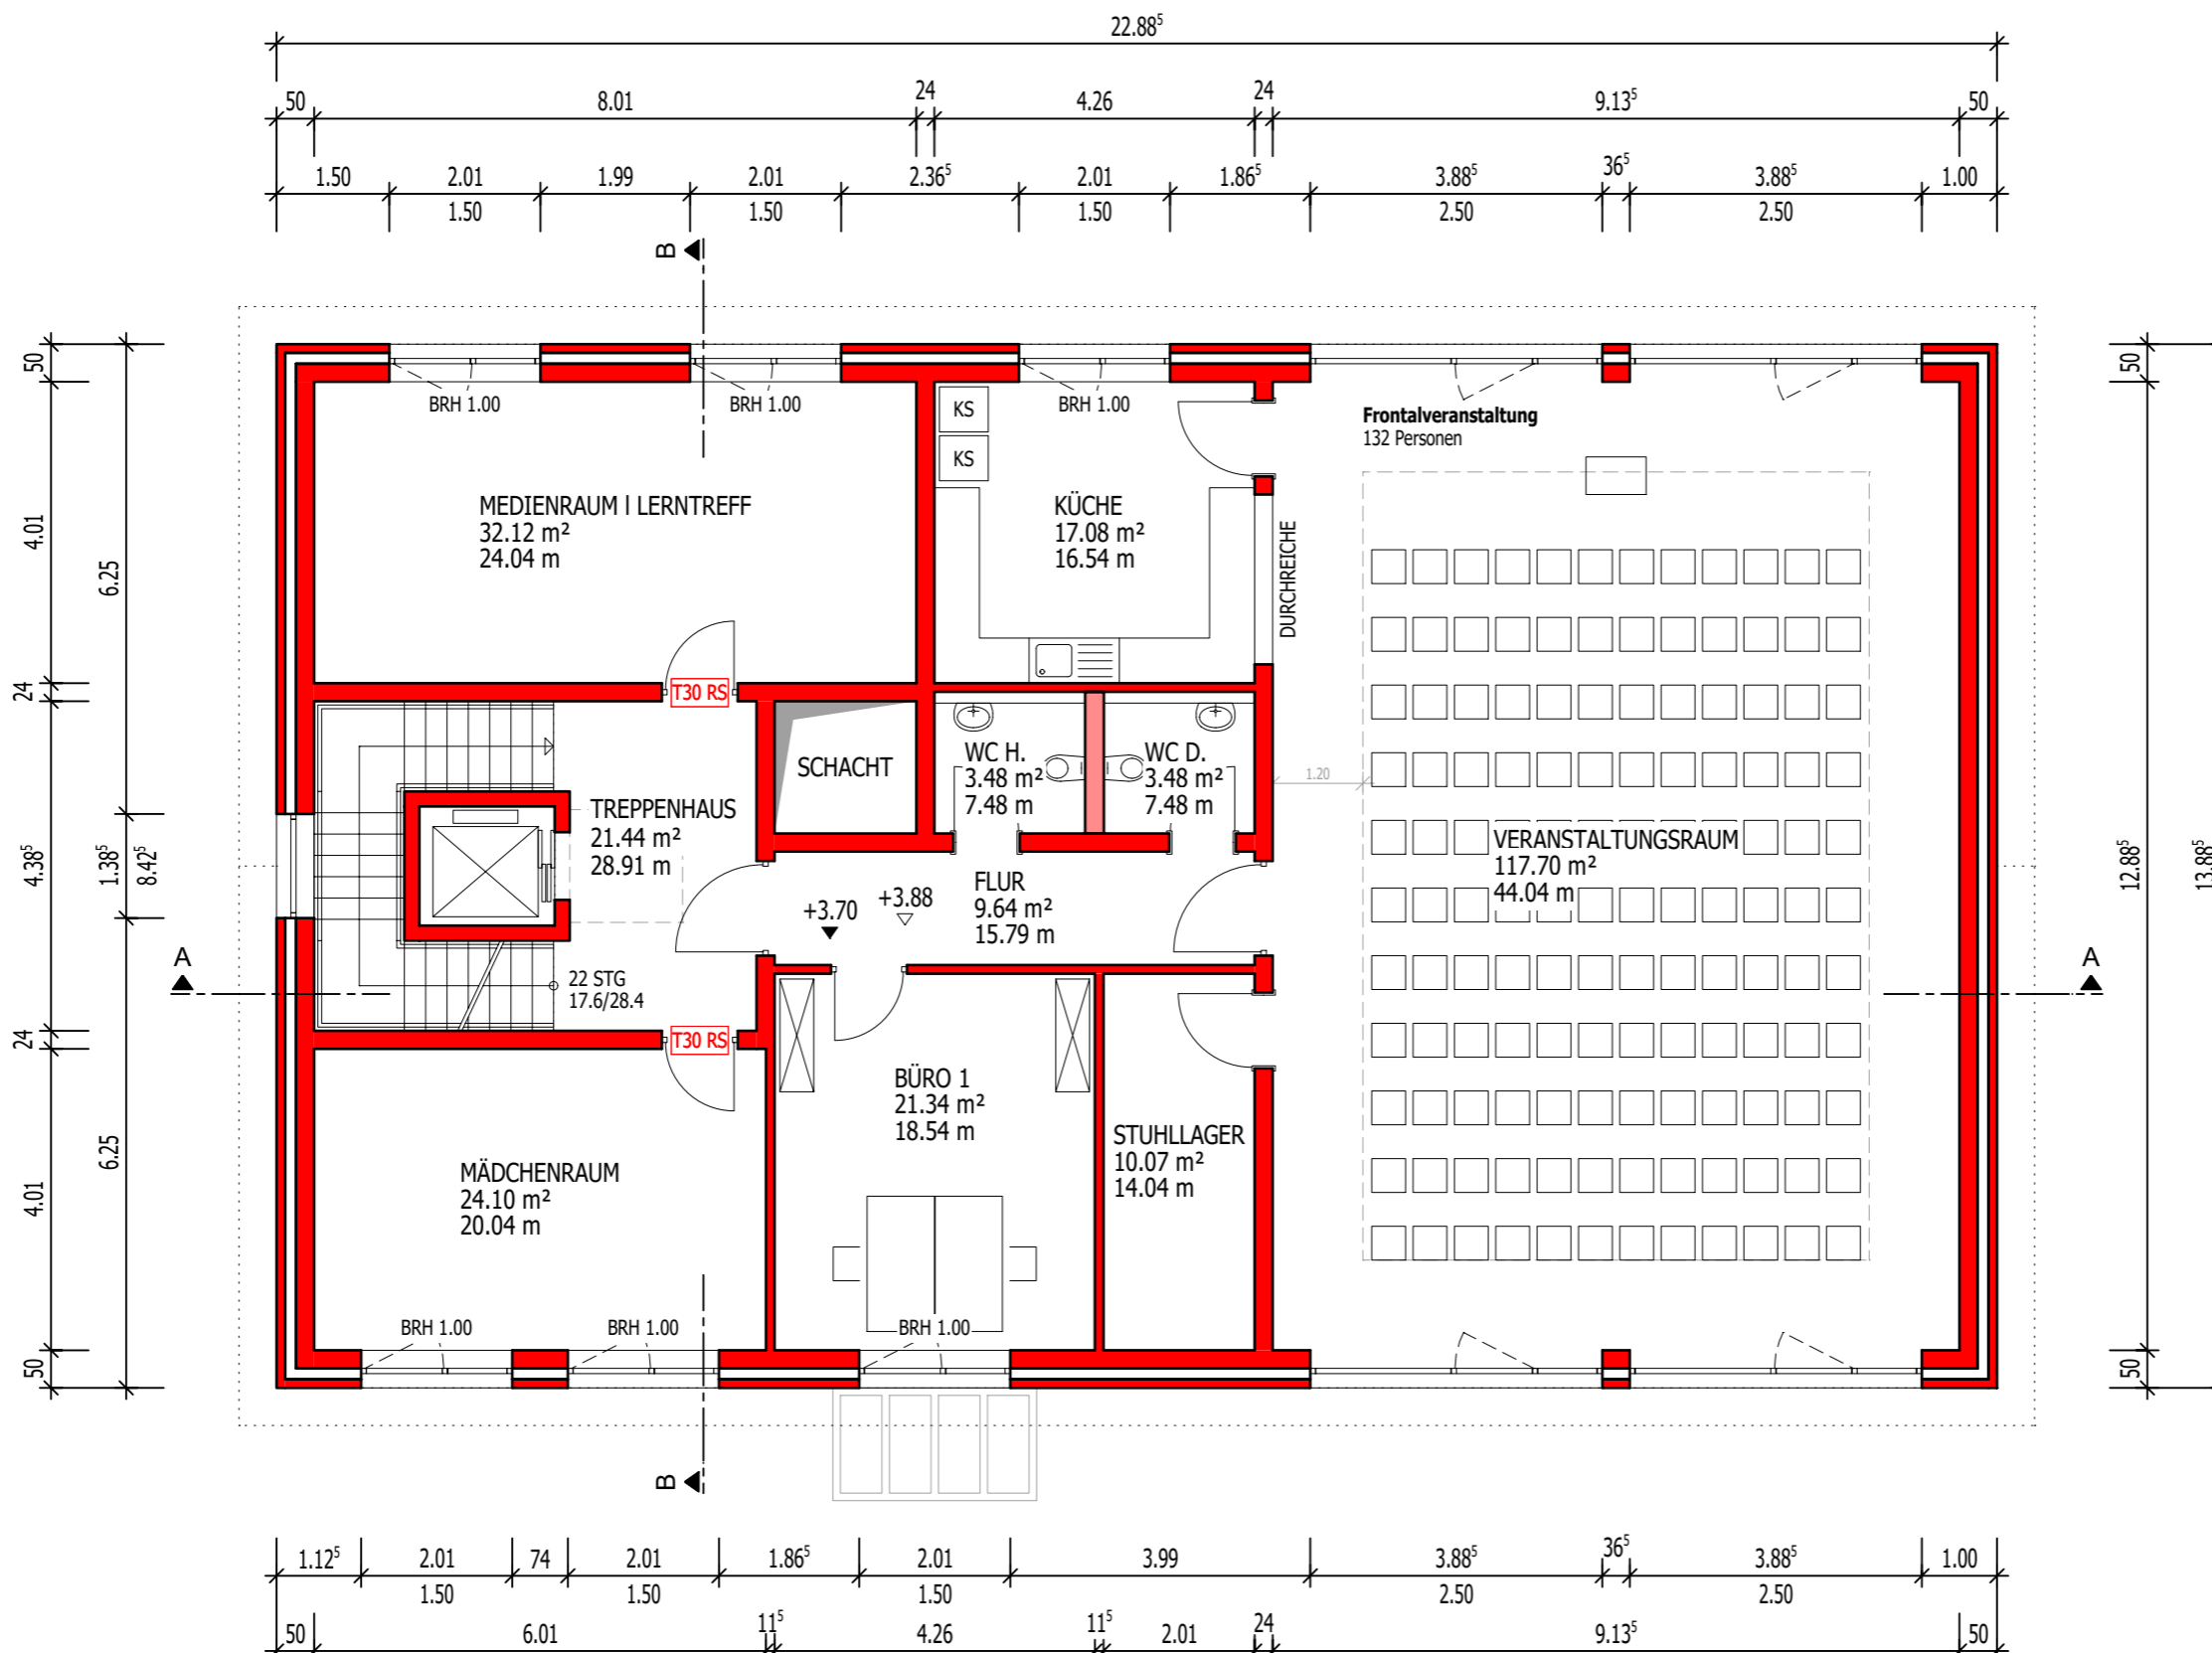 22.88⁵
50 8.01 24 4.26 24 9.13⁵ 50
1.50 2.01 1.99 2.01 2.36⁵ 2.01 1.86⁵ 3.88⁵ 36⁵ 3.88⁵ 1.00
1.50 1.50 1.50 2.50 2.50
B
BRH 1.00 BRH 1.00 BRH 1.00
KS
KS
Frontalveranstaltung
132 Personen
MEDIENRAUM I LERNTREFF
32.12 m²
24.04 m
KÜCHE
17.08 m²
16.54 m
DURCHREICHE
T30 RS
SCHACHT
WC H.
3.48 m²
7.48 m
WC D.
3.48 m²
7.48 m
1.20
TREPPENHAUS
21.44 m²
28.91 m
VERANSTALTUNGSRAUM
117.70 m²
44.04 m
FLUR
9.64 m²
15.79 m
+3.70
+3.88
22 STG
17.6/28.4
A
A
T30 RS
BÜRO 1
21.34 m²
18.54 m
STUHLLAGER
10.07 m²
14.04 m
MÄDCHENRAUM
24.10 m²
20.04 m
BRH 1.00 BRH 1.00 BRH 1.00
B
50
4.01
24
4.38⁵
24
4.01
50
6.25
1.38⁵
6.25
8.42⁵
50
12.88⁵
50
13.88⁵
1.12⁵ 2.01 74 2.01 1.86⁵ 2.01 3.99 3.88⁵ 36⁵ 3.88⁵ 1.00
1.50 1.50 1.50 2.50 2.50
50 6.01 11⁵ 4.26 11⁵ 2.01 24 9.13⁵ 50